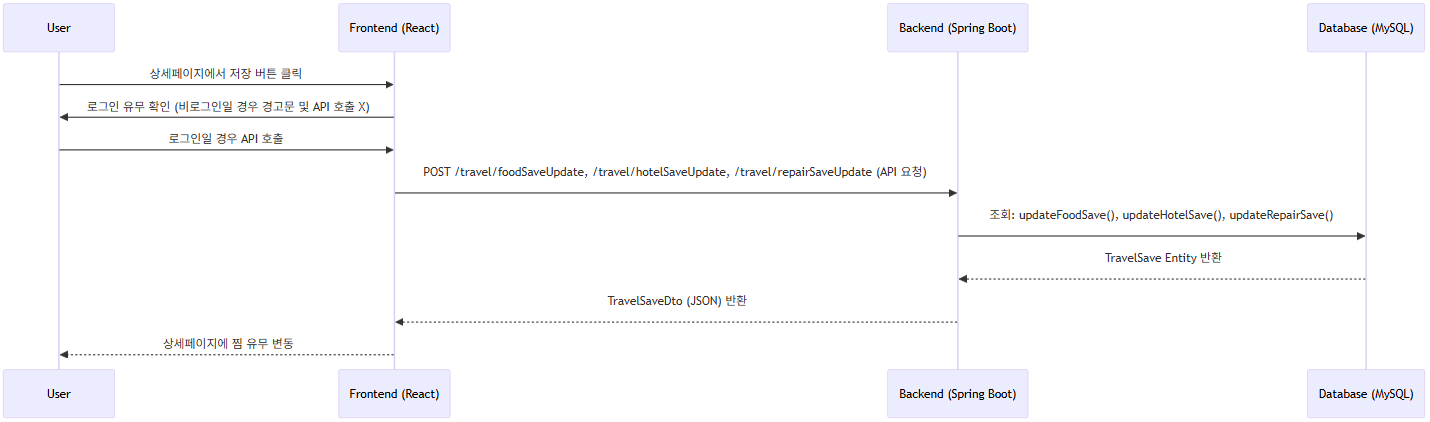 User
Frontend (React)
Backend (Spring Boot)
Database (MySQL)
상세페이지에서 저장 버튼 클릭
로그인 유무 확인 (비로그인일 경우 경고문 및 API 호출 X)
로그인일 경우 API 호출
POST /travel/foodSaveUpdate, /travel/hotelSaveUpdate, /travel/repairSaveUpdate (API 요청)
조회: updateFoodSave(), updateHotelSave(), updateRepairSave()
TravelSave Entity 반환
TravelSaveDto (JSON) 반환
상세페이지에 찜 유무 변동
User
Frontend (React)
Backend (Spring Boot)
Database (MySQL)